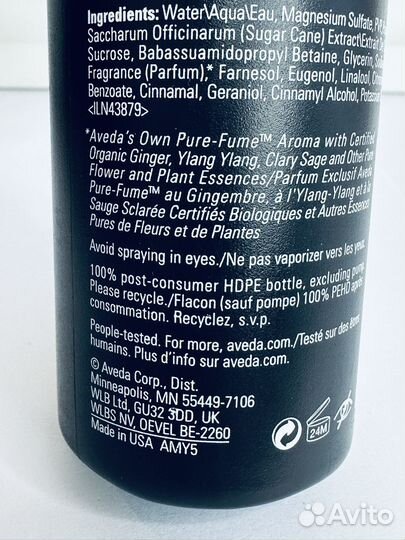 Ingredients: Water\Aqua\Eau, Magnesium Sulfate, PVP,
Saccharum Officinarum (Sugar Cane) Extract\Extrait De
Sucrose, Babassuamidopropyl Betaine, Glycerin,
Fragrance (Parfum),* Farnesol, Eugenol, Linalool,
Benzoate, Cinnamal, Geraniol, Cinnamyl Alcohol, Potassium
<ILN43879>
*Aveda's Own Pure-Fume™ Aroma with Certified
Organic Ginger, Ylang Ylang, Clary Sage and Other Pure
Flower and Plant Essences/Parfum Exclusif Aveda
Pure-Fume™ au Gingembre, à l'Ylang-Ylang et à la
Sauge Sclarée Certifiés Biologiques et Autres Essences
Pures de Fleurs et de Plantes
Avoid spraying in eyes./Ne pas vaporizer vers les yeux.
100% post-consumer HDPE bottle, excluding pump.
Please recycle./Flacon (sauf pompe) 100% PEHD après
consommation. Recyclez, s.v.p.
People-tested. For more, aveda.com./Testé sur des êtres
humains. Plus d'info à aveda.com.
© Aveda Corp., Dist.
Minneapolis, MN 55449-7106
WLB Ltd, GU32 3DD, UK
WLBS NV, OEVEL BE-2260
Made in USA AMY5
24M
Avito